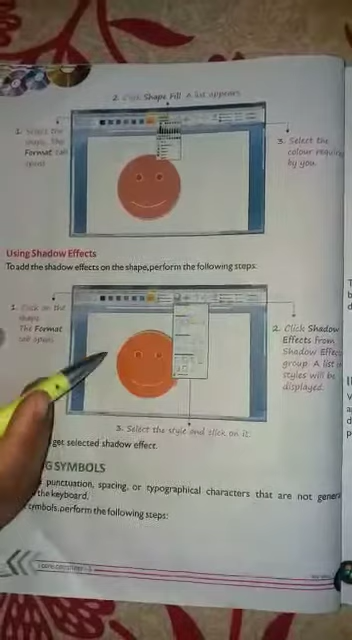 2. Click Shape Fill. A list appears
1. Select the
shape. The
Format tab
opens
3. Select the
colour require
by you.
Using Shadow Effects
To add the shadow effects on the shape, perform the following steps:
1. Click on the
shape.
The Format
tab opens.
2. Click Shadow
Effects from
Shadow Effec
group. A list o
styles will be
displayed.
3. Select the style and click on it.
get selected shadow effect.
G SYMBOLS
punctuation, spacing, or typographical characters that are not gener
the keyboard.
symbols, perform the following steps: